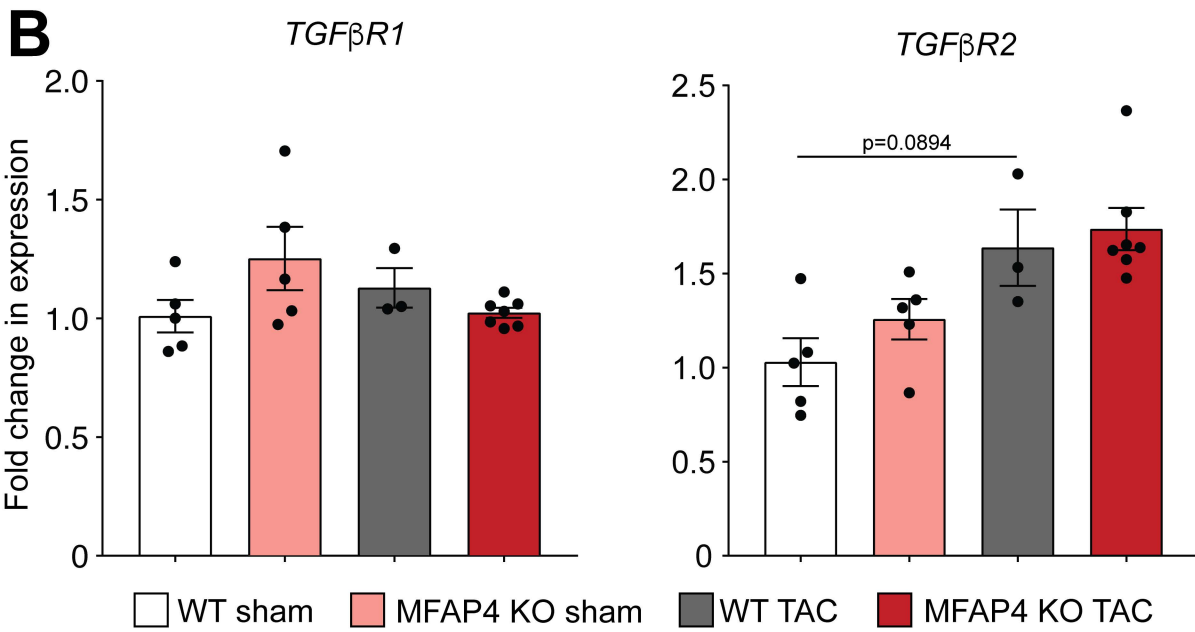 B
TGFβR1
TGFβR2
Fold change in expression
2.0
1.5
1.0
0.5
0
2.5
2.0
1.5
1.0
0.5
0
p=0.0894
WT sham MFAP4 KO sham WT TAC MFAP4 KO TAC